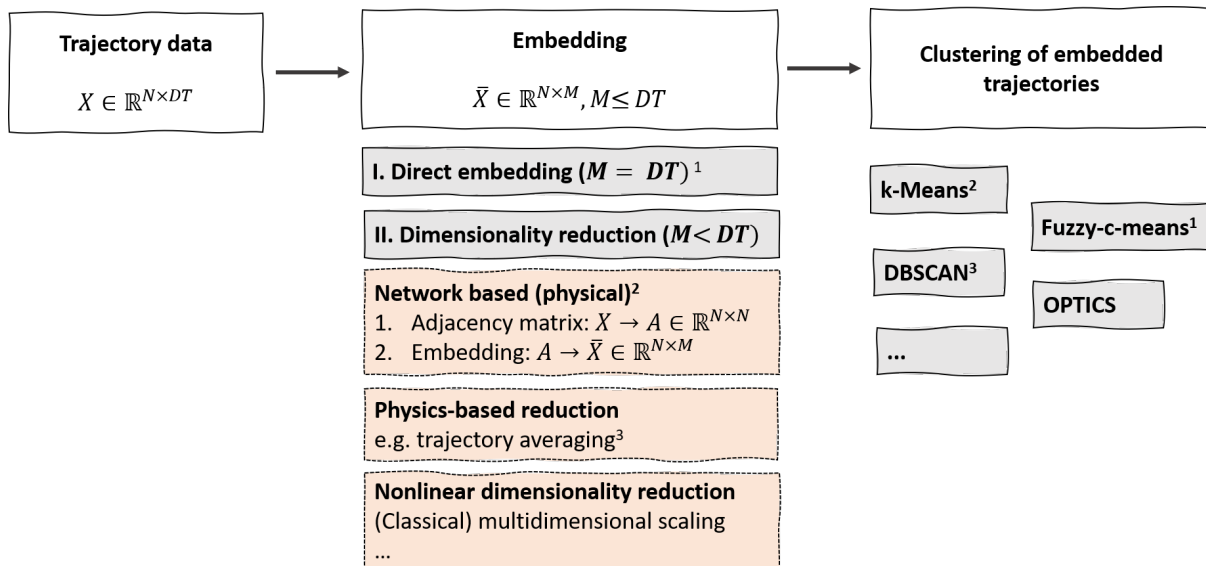 Trajectory data
X ∈ ℝ^{N×DT}
Embedding
X̄ ∈ ℝ^{N×M}, M ≤ DT
Clustering of embedded
trajectories
I. Direct embedding (M = DT) ¹
II. Dimensionality reduction (M < DT)
Network based (physical)²
1. Adjacency matrix: X → A ∈ ℝ^{N×N}
2. Embedding: A → X̄ ∈ ℝ^{N×M}
Physics-based reduction
e.g. trajectory averaging³
Nonlinear dimensionality reduction
(Classical) multidimensional scaling
...
k-Means²
Fuzzy-c-means¹
DBSCAN³
OPTICS
...